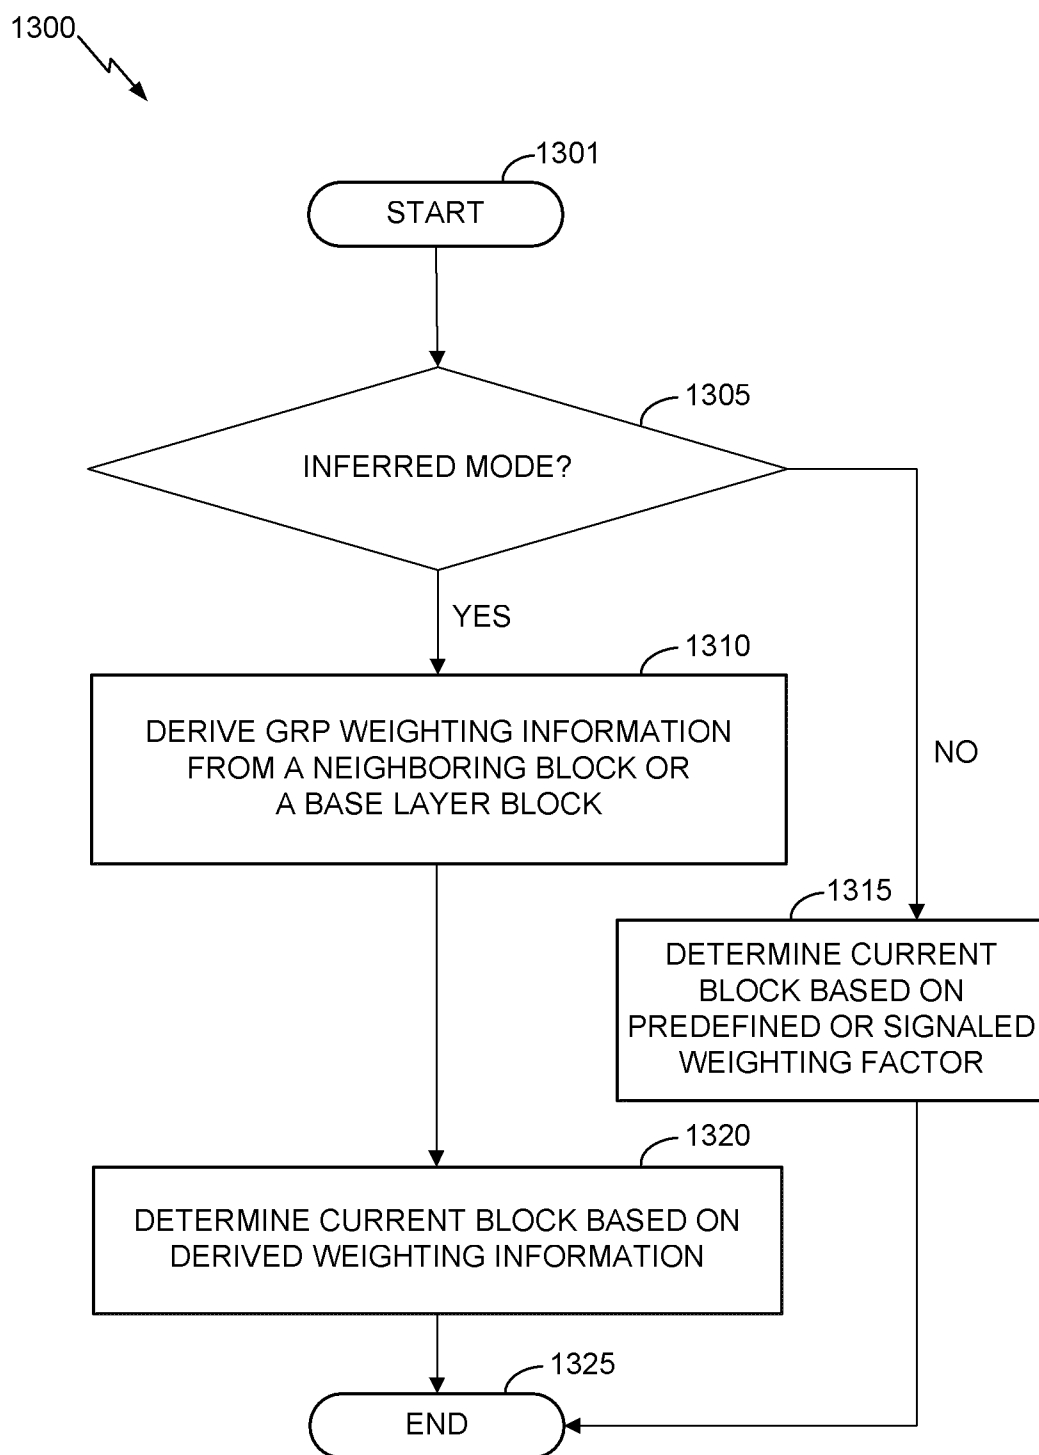 1300
1301
START
1305
INFERRED MODE?
YES
1310
DERIVE GRP WEIGHTING INFORMATION
FROM A NEIGHBORING BLOCK OR
A BASE LAYER BLOCK
NO
1315
DETERMINE CURRENT
BLOCK BASED ON
PREDEFINED OR SIGNALED
WEIGHTING FACTOR
1320
DETERMINE CURRENT BLOCK BASED ON
DERIVED WEIGHTING INFORMATION
1325
END